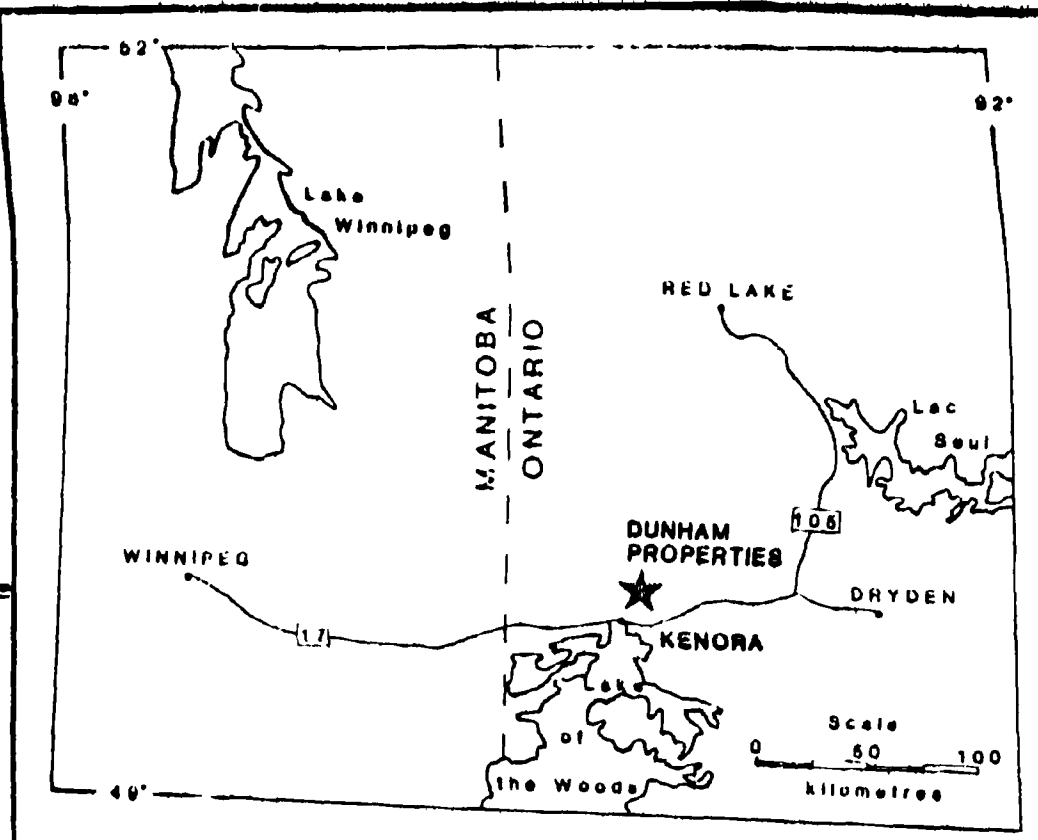 52°
98°
92°
Lake
Winnipeg
RED LAKE
MANITOBA
ONTARIO
Lac
Seul
105
DUNHAM
PROPERTIES
WINNIPEG
DRYDEN
17
KENORA
Lake
of
the Woods
Scale
0 50 100
kilometres
49°